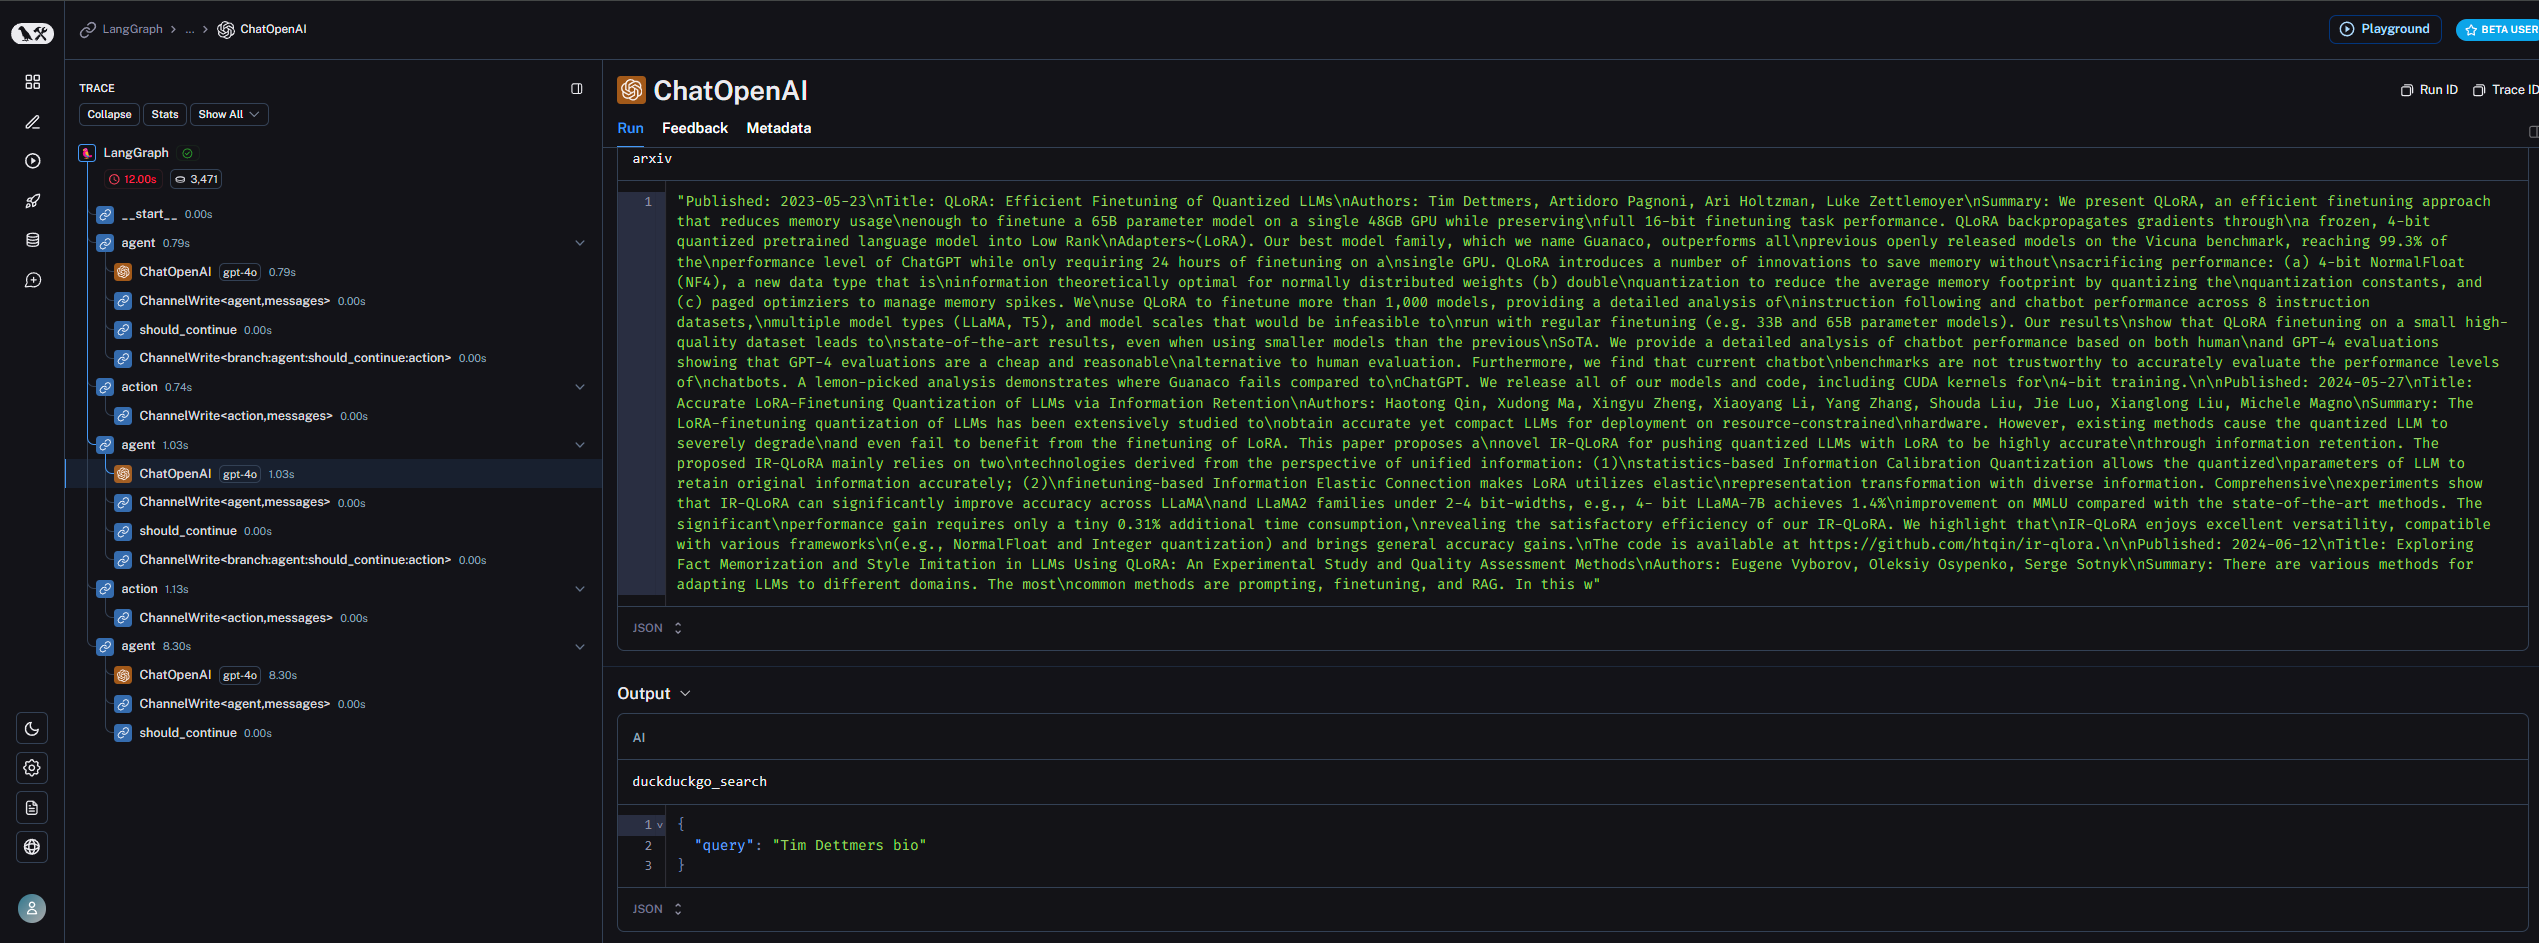 LangGraph > ... > ChatOpenAI
Playground
BETA USER
TRACE
Collapse Stats Show All
LangGraph
12.00s 3,471
__start__ 0.00s
agent 0.79s
ChatOpenAI gpt-4o 0.79s
ChannelWrite<agent,messages> 0.00s
should_continue 0.00s
ChannelWrite<branch:agent:should_continue:action> 0.00s
action 0.74s
ChannelWrite<action,messages> 0.00s
agent 1.03s
ChatOpenAI gpt-4o 1.03s
ChannelWrite<agent,messages> 0.00s
should_continue 0.00s
ChannelWrite<branch:agent:should_continue:action> 0.00s
action 1.13s
ChannelWrite<action,messages> 0.00s
agent 8.30s
ChatOpenAI gpt-4o 8.30s
ChannelWrite<agent,messages> 0.00s
should_continue 0.00s
ChatOpenAI
Run ID Trace ID
Run Feedback Metadata
arxiv
1
"Published: 2023-05-23\nTitle: QLoRA: Efficient Finetuning of Quantized LLMs\nAuthors: Tim Dettmers, Artidoro Pagnoni, Ari Holtzman, Luke Zettlemoyer\nSummary: We present QLoRA, an efficient finetuning approach
that reduces memory usage\nenough to finetune a 65B parameter model on a single 48GB GPU while preserving\nfull 16-bit finetuning task performance. QLoRA backpropagates gradients through\na frozen, 4-bit
quantized pretrained language model into Low Rank\nAdapters~(LoRA). Our best model family, which we name Guanaco, outperforms all\nprevious openly released models on the Vicuna benchmark, reaching 99.3% of
the\nperformance level of ChatGPT while only requiring 24 hours of finetuning on a\nsingle GPU. QLoRA introduces a number of innovations to save memory without\nsacrificing performance: (a) 4-bit NormalFloat
(NF4), a new data type that is\ninformation theoretically optimal for normally distributed weights (b) double\nquantization to reduce the average memory footprint by quantizing the\nquantization constants, and
(c) paged optimziers to manage memory spikes. We\nuse QLoRA to finetune more than 1,000 models, providing a detailed analysis of\ninstruction following and chatbot performance across 8 instruction
datasets,\nmultiple model types (LLaMA, T5), and model scales that would be infeasible to\nrun with regular finetuning (e.g. 33B and 65B parameter models). Our results\nshow that QLoRA finetuning on a small high-
quality dataset leads to\nstate-of-the-art results, even when using smaller models than the previous\nSoTA. We provide a detailed analysis of chatbot performance based on both human\nand GPT-4 evaluations
showing that GPT-4 evaluations are a cheap and reasonable\nalternative to human evaluation. Furthermore, we find that current chatbot\nbenchmarks are not trustworthy to accurately evaluate the performance levels
of\nchatbots. A lemon-picked analysis demonstrates where Guanaco fails compared to\nChatGPT. We release all of our models and code, including CUDA kernels for\n4-bit training.\n\nPublished: 2024-05-27\nTitle:
Accurate LoRA-Finetuning Quantization of LLMs via Information Retention\nAuthors: Haotong Qin, Xudong Ma, Xingyu Zheng, Xiaoyang Li, Yang Zhang, Shouda Liu, Jie Luo, Xianglong Liu, Michele Magno\nSummary: The
LoRA-finetuning quantization of LLMs has been extensively studied to\nobtain accurate yet compact LLMs for deployment on resource-constrained\nhardware. However, existing methods cause the quantized LLM to
severely degrade\nand even fail to benefit from the finetuning of LoRA. This paper proposes a\nnovel IR-QLoRA for pushing quantized LLMs with LoRA to be highly accurate\nthrough information retention. The
proposed IR-QLoRA mainly relies on two\ntechnologies derived from the perspective of unified information: (1)\nstatistics-based Information Calibration Quantization allows the quantized\nparameters of LLM to
retain original information accurately; (2)\nfinetuning-based Information Elastic Connection makes LoRA utilizes elastic\nrepresentation transformation with diverse information. Comprehensive\nexperiments show
that IR-QLoRA can significantly improve accuracy across LLaMA\nand LLaMA2 families under 2-4 bit-widths, e.g., 4- bit LLaMA-7B achieves 1.4%\nimprovement on MMLU compared with the state-of-the-art methods. The
significant\nperformance gain requires only a tiny 0.31% additional time consumption,\nrevealing the satisfactory efficiency of our IR-QLoRA. We highlight that\nIR-QLoRA enjoys excellent versatility, compatible
with various frameworks\n(e.g., NormalFloat and Integer quantization) and brings general accuracy gains.\nThe code is available at https://github.com/htqin/ir-qlora.\n\nPublished: 2024-06-12\nTitle: Exploring
Fact Memorization and Style Imitation in LLMs Using QLoRA: An Experimental Study and Quality Assessment Methods\nAuthors: Eugene Vyborov, Oleksiy Osypenko, Serge Sotnyk\nSummary: There are various methods for
adapting LLMs to different domains. The most\ncommon methods are prompting, finetuning, and RAG. In this w"
JSON
Output
AI
duckduckgo_search
1 {
2 "query": "Tim Dettmers bio"
3 }
JSON